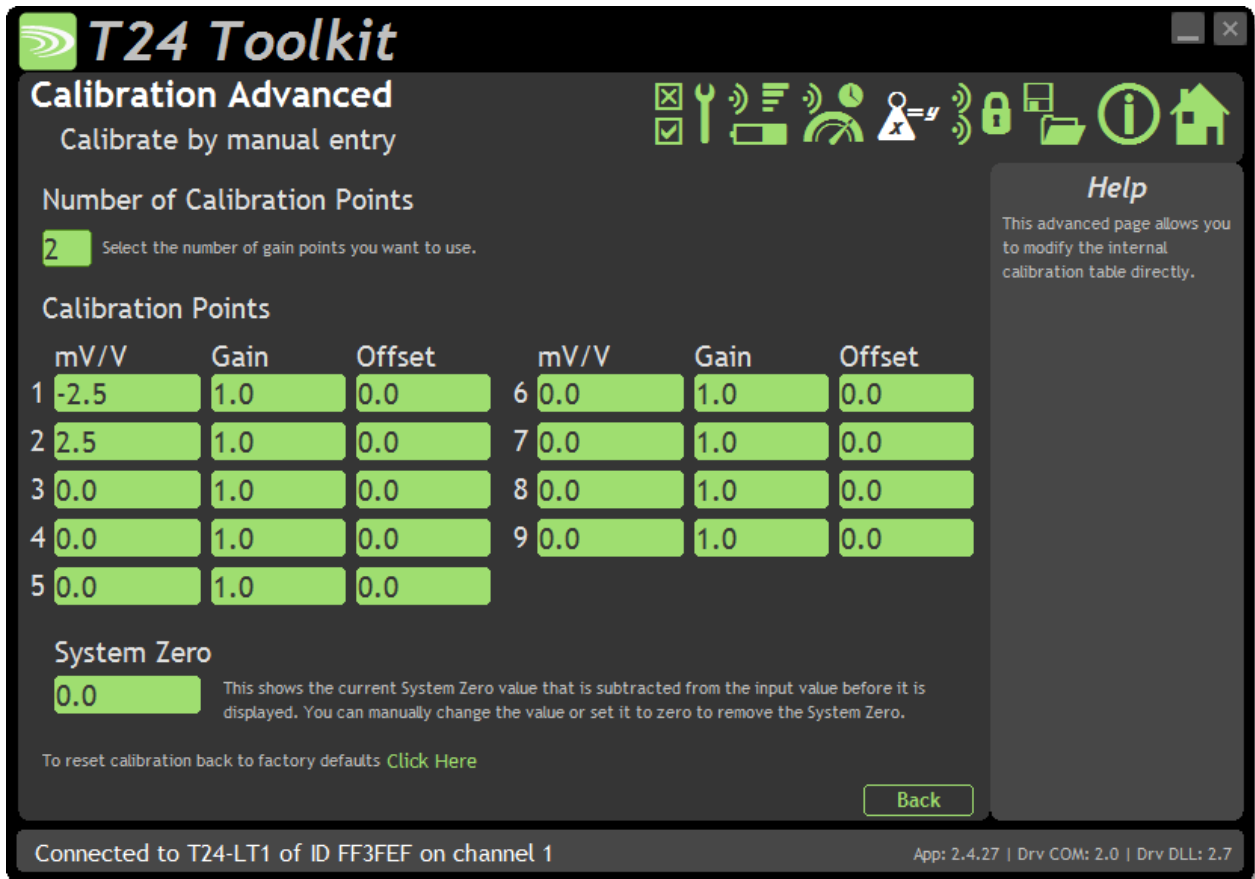 T24 Toolkit
Calibration Advanced
Calibrate by manual entry
x=y
Number of Calibration Points
2 Select the number of gain points you want to use.
Calibration Points
mV/V Gain Offset mV/V Gain Offset
1 -2.5 1.0 0.0 6 0.0 1.0 0.0
2 2.5 1.0 0.0 7 0.0 1.0 0.0
3 0.0 1.0 0.0 8 0.0 1.0 0.0
4 0.0 1.0 0.0 9 0.0 1.0 0.0
5 0.0 1.0 0.0
System Zero
0.0
This shows the current System Zero value that is subtracted from the input value before it is
displayed. You can manually change the value or set it to zero to remove the System Zero.
To reset calibration back to factory defaults Click Here
Back
Help
This advanced page allows you
to modify the internal
calibration table directly.
Connected to T24-LT1 of ID FF3FEF on channel 1
App: 2.4.27 | Drv COM: 2.0 | Drv DLL: 2.7